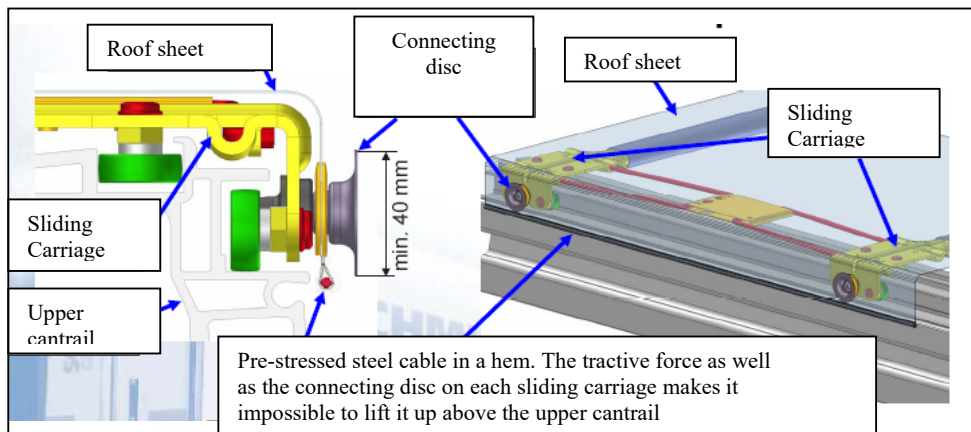 Roof sheet
Connecting
disc
Roof sheet
Sliding
Carriage
min. 40 mm
Sliding
Carriage
Upper
cantrail
Pre-stressed steel cable in a hem. The tractive force as well
as the connecting disc on each sliding carriage makes it
impossible to lift it up above the upper cantrail